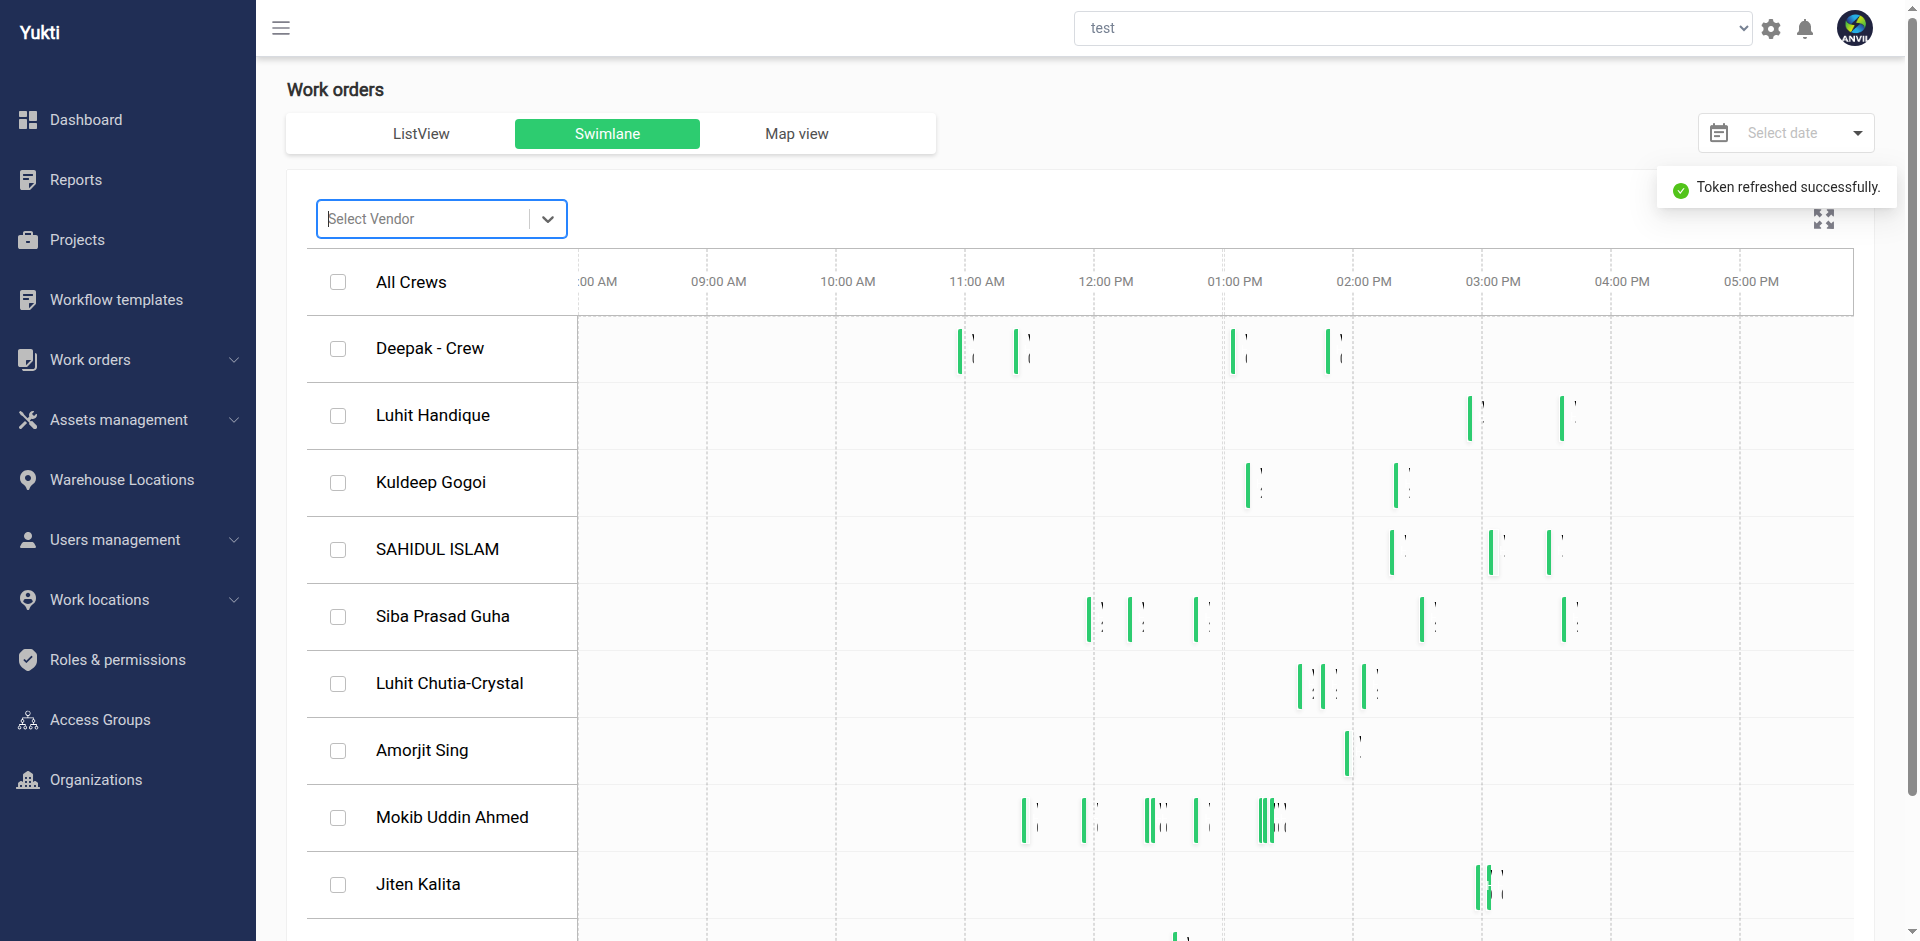 Yukti
test
ANVIL
Dashboard
Reports
Projects
Workflow templates
Work orders
Assets management
Warehouse Locations
Users management
Work locations
Roles & permissions
Access Groups
Organizations
Work orders
ListView
Swimlane
Map view
Select date
Token refreshed successfully.
Select Vendor
All Crews
:00 AM
09:00 AM
10:00 AM
11:00 AM
12:00 PM
01:00 PM
02:00 PM
03:00 PM
04:00 PM
05:00 PM
Deepak - Crew
Luhit Handique
Kuldeep Gogoi
SAHIDUL ISLAM
Siba Prasad Guha
Luhit Chutia-Crystal
Amorjit Sing
Mokib Uddin Ahmed
Jiten Kalita